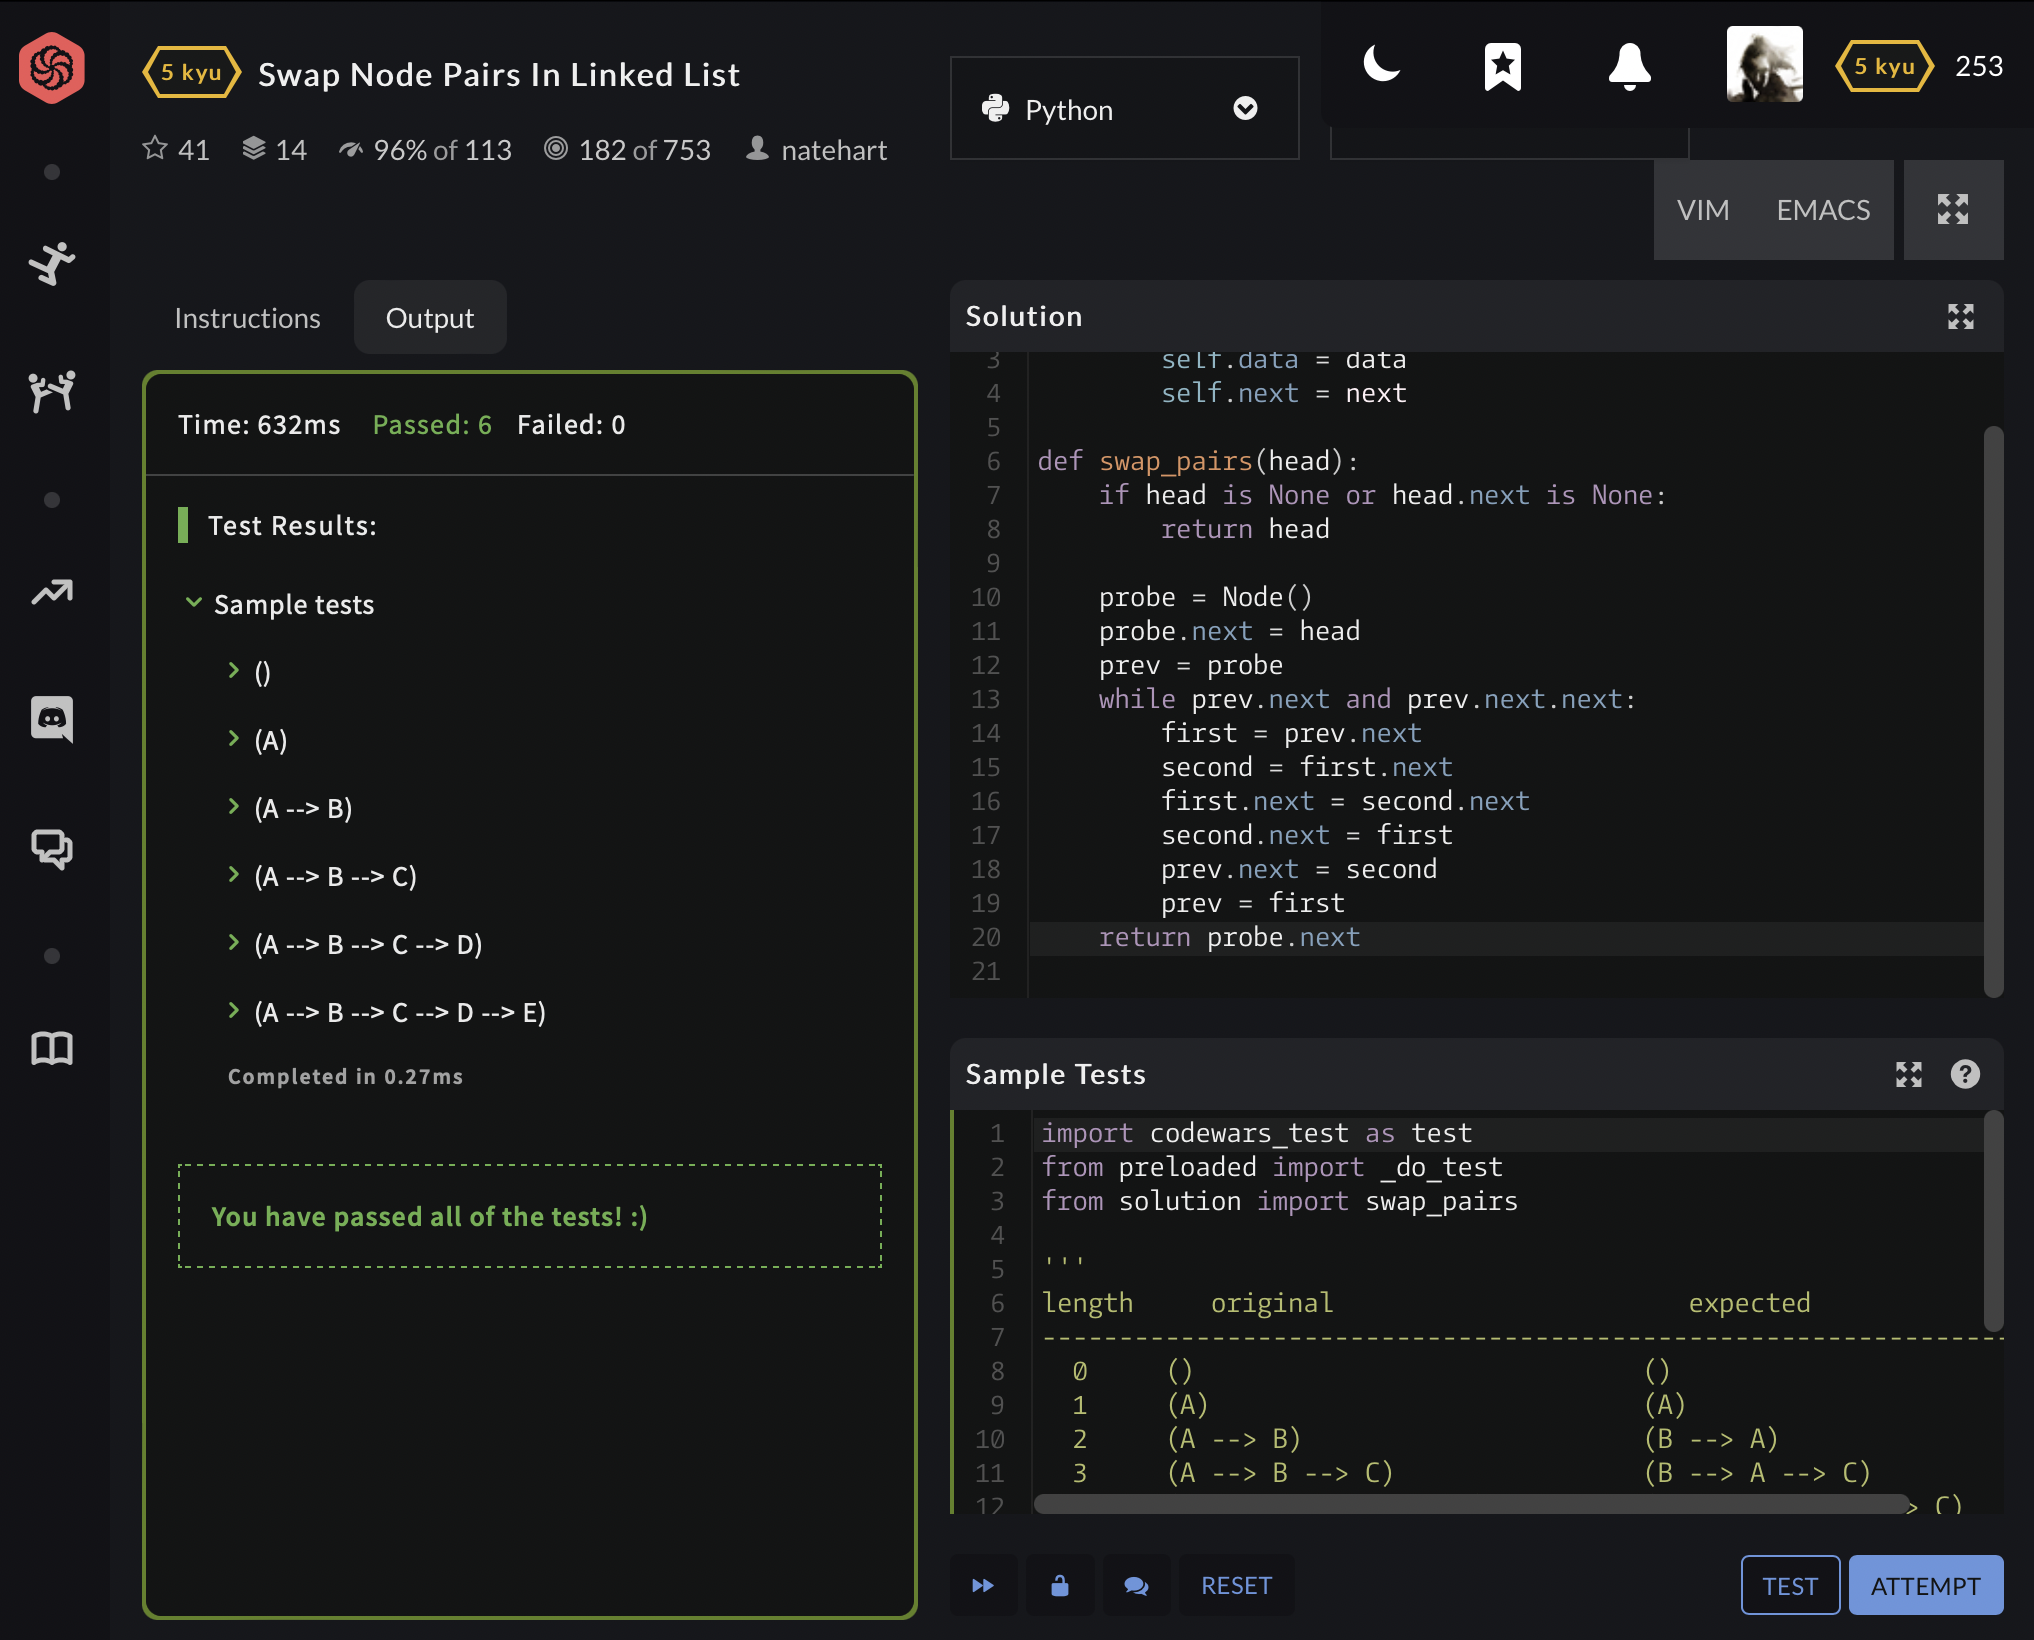 5 kyu Swap Node Pairs In Linked List
41 14 96% of 113 182 of 753 natehart
Python
5 kyu 253
VIM EMACS
Instructions Output
Time: 632ms Passed: 6 Failed: 0
Test Results:
Sample tests
()
(A)
(A --> B)
(A --> B --> C)
(A --> B --> C --> D)
(A --> B --> C --> D --> E)
Completed in 0.27ms
You have passed all of the tests! :)
Solution
3         self.data = data
4         self.next = next
5
6 def swap_pairs(head):
7     if head is None or head.next is None:
8         return head
9
10     probe = Node()
11     probe.next = head
12     prev = probe
13     while prev.next and prev.next.next:
14         first = prev.next
15         second = first.next
16         first.next = second.next
17         second.next = first
18         prev.next = second
19         prev = first
20     return probe.next
21
Sample Tests
1 import codewars_test as test
2 from preloaded import _do_test
3 from solution import swap_pairs
4
5 '''
6 length     original                       expected
7 ---------------------------------------------------------------
8   0     ()                               ()
9   1     (A)                              (A)
10   2     (A --> B)                        (B --> A)
11   3     (A --> B --> C)                  (B --> A --> C)
12 > C)
RESET
TEST ATTEMPT